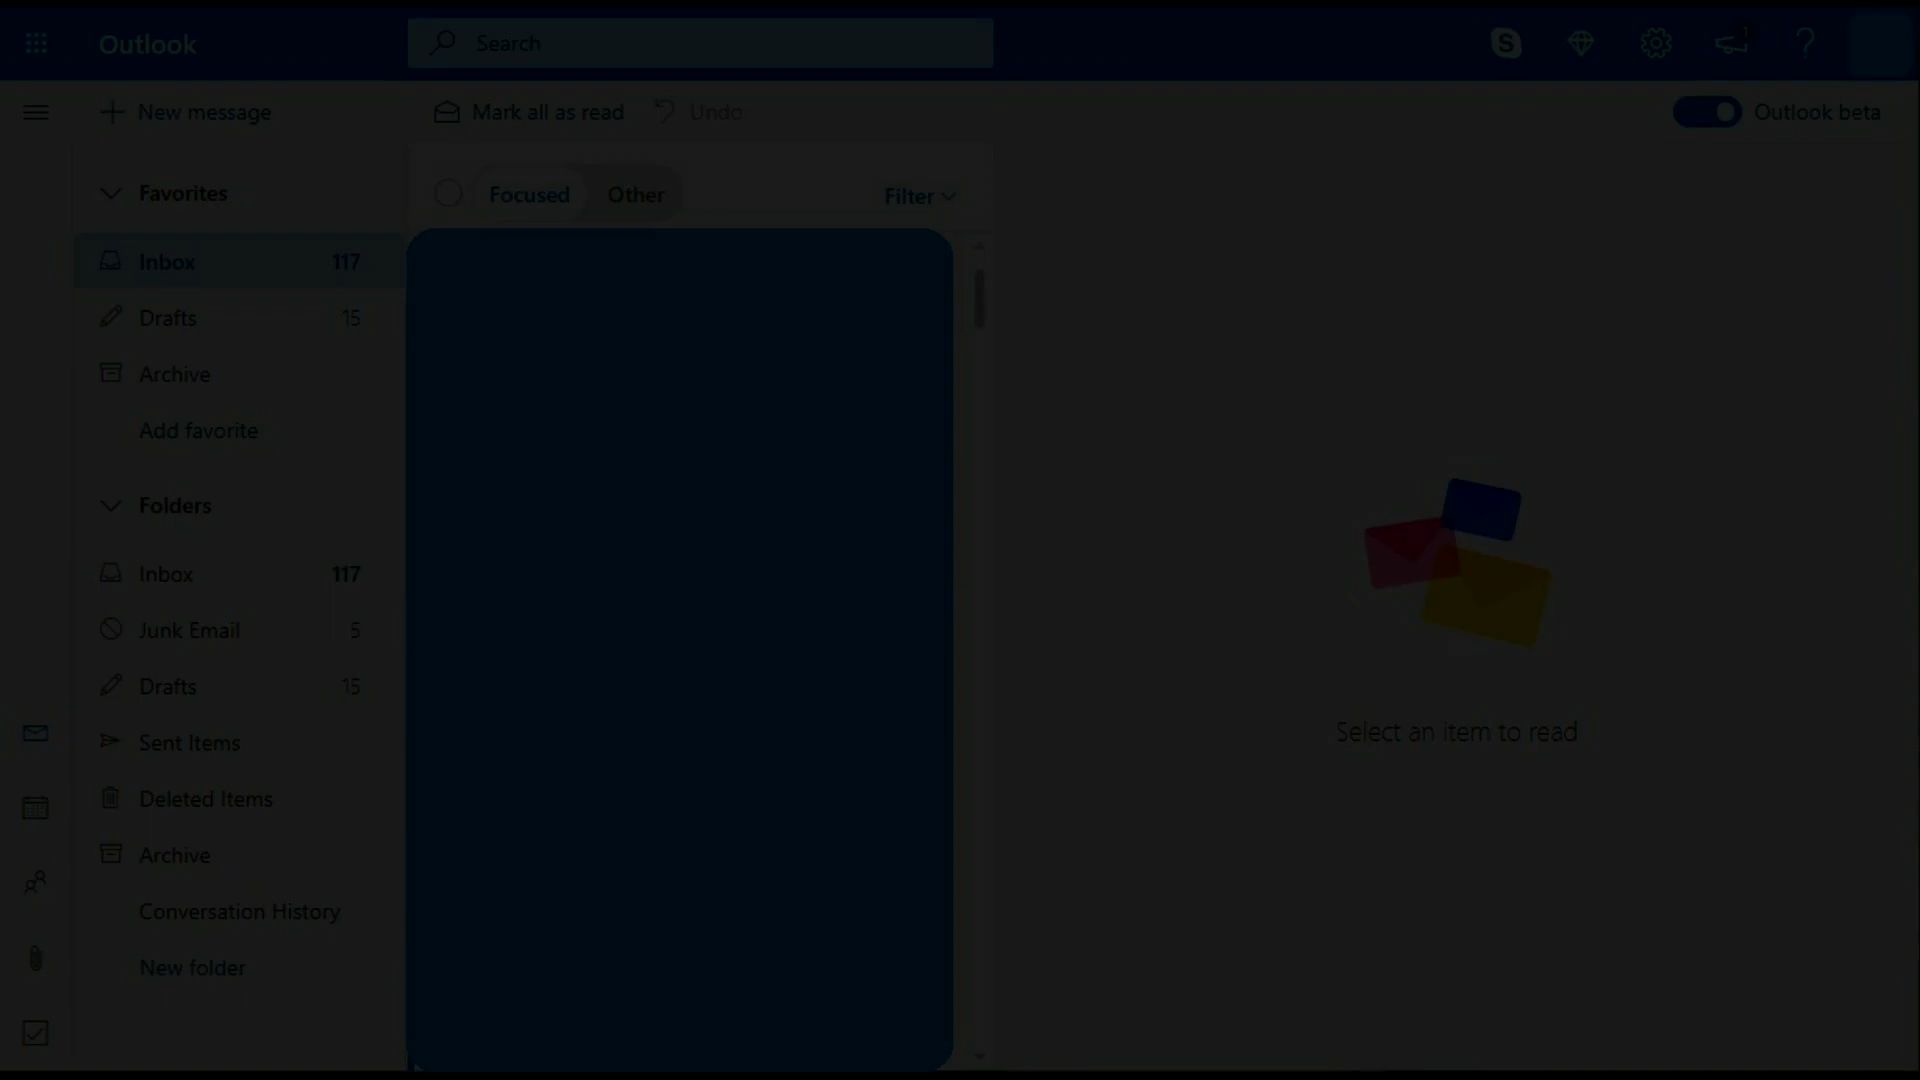 Outlook
Search
1
New message
Mark all as read
Undo
Outlook beta
Favorites
Focused
Other
Filter
Inbox 117
Drafts 15
Archive
Add favorite
Folders
Inbox 117
Junk Email 5
Drafts 15
Sent Items
Deleted Items
Archive
Conversation History
New folder
Select an item to read